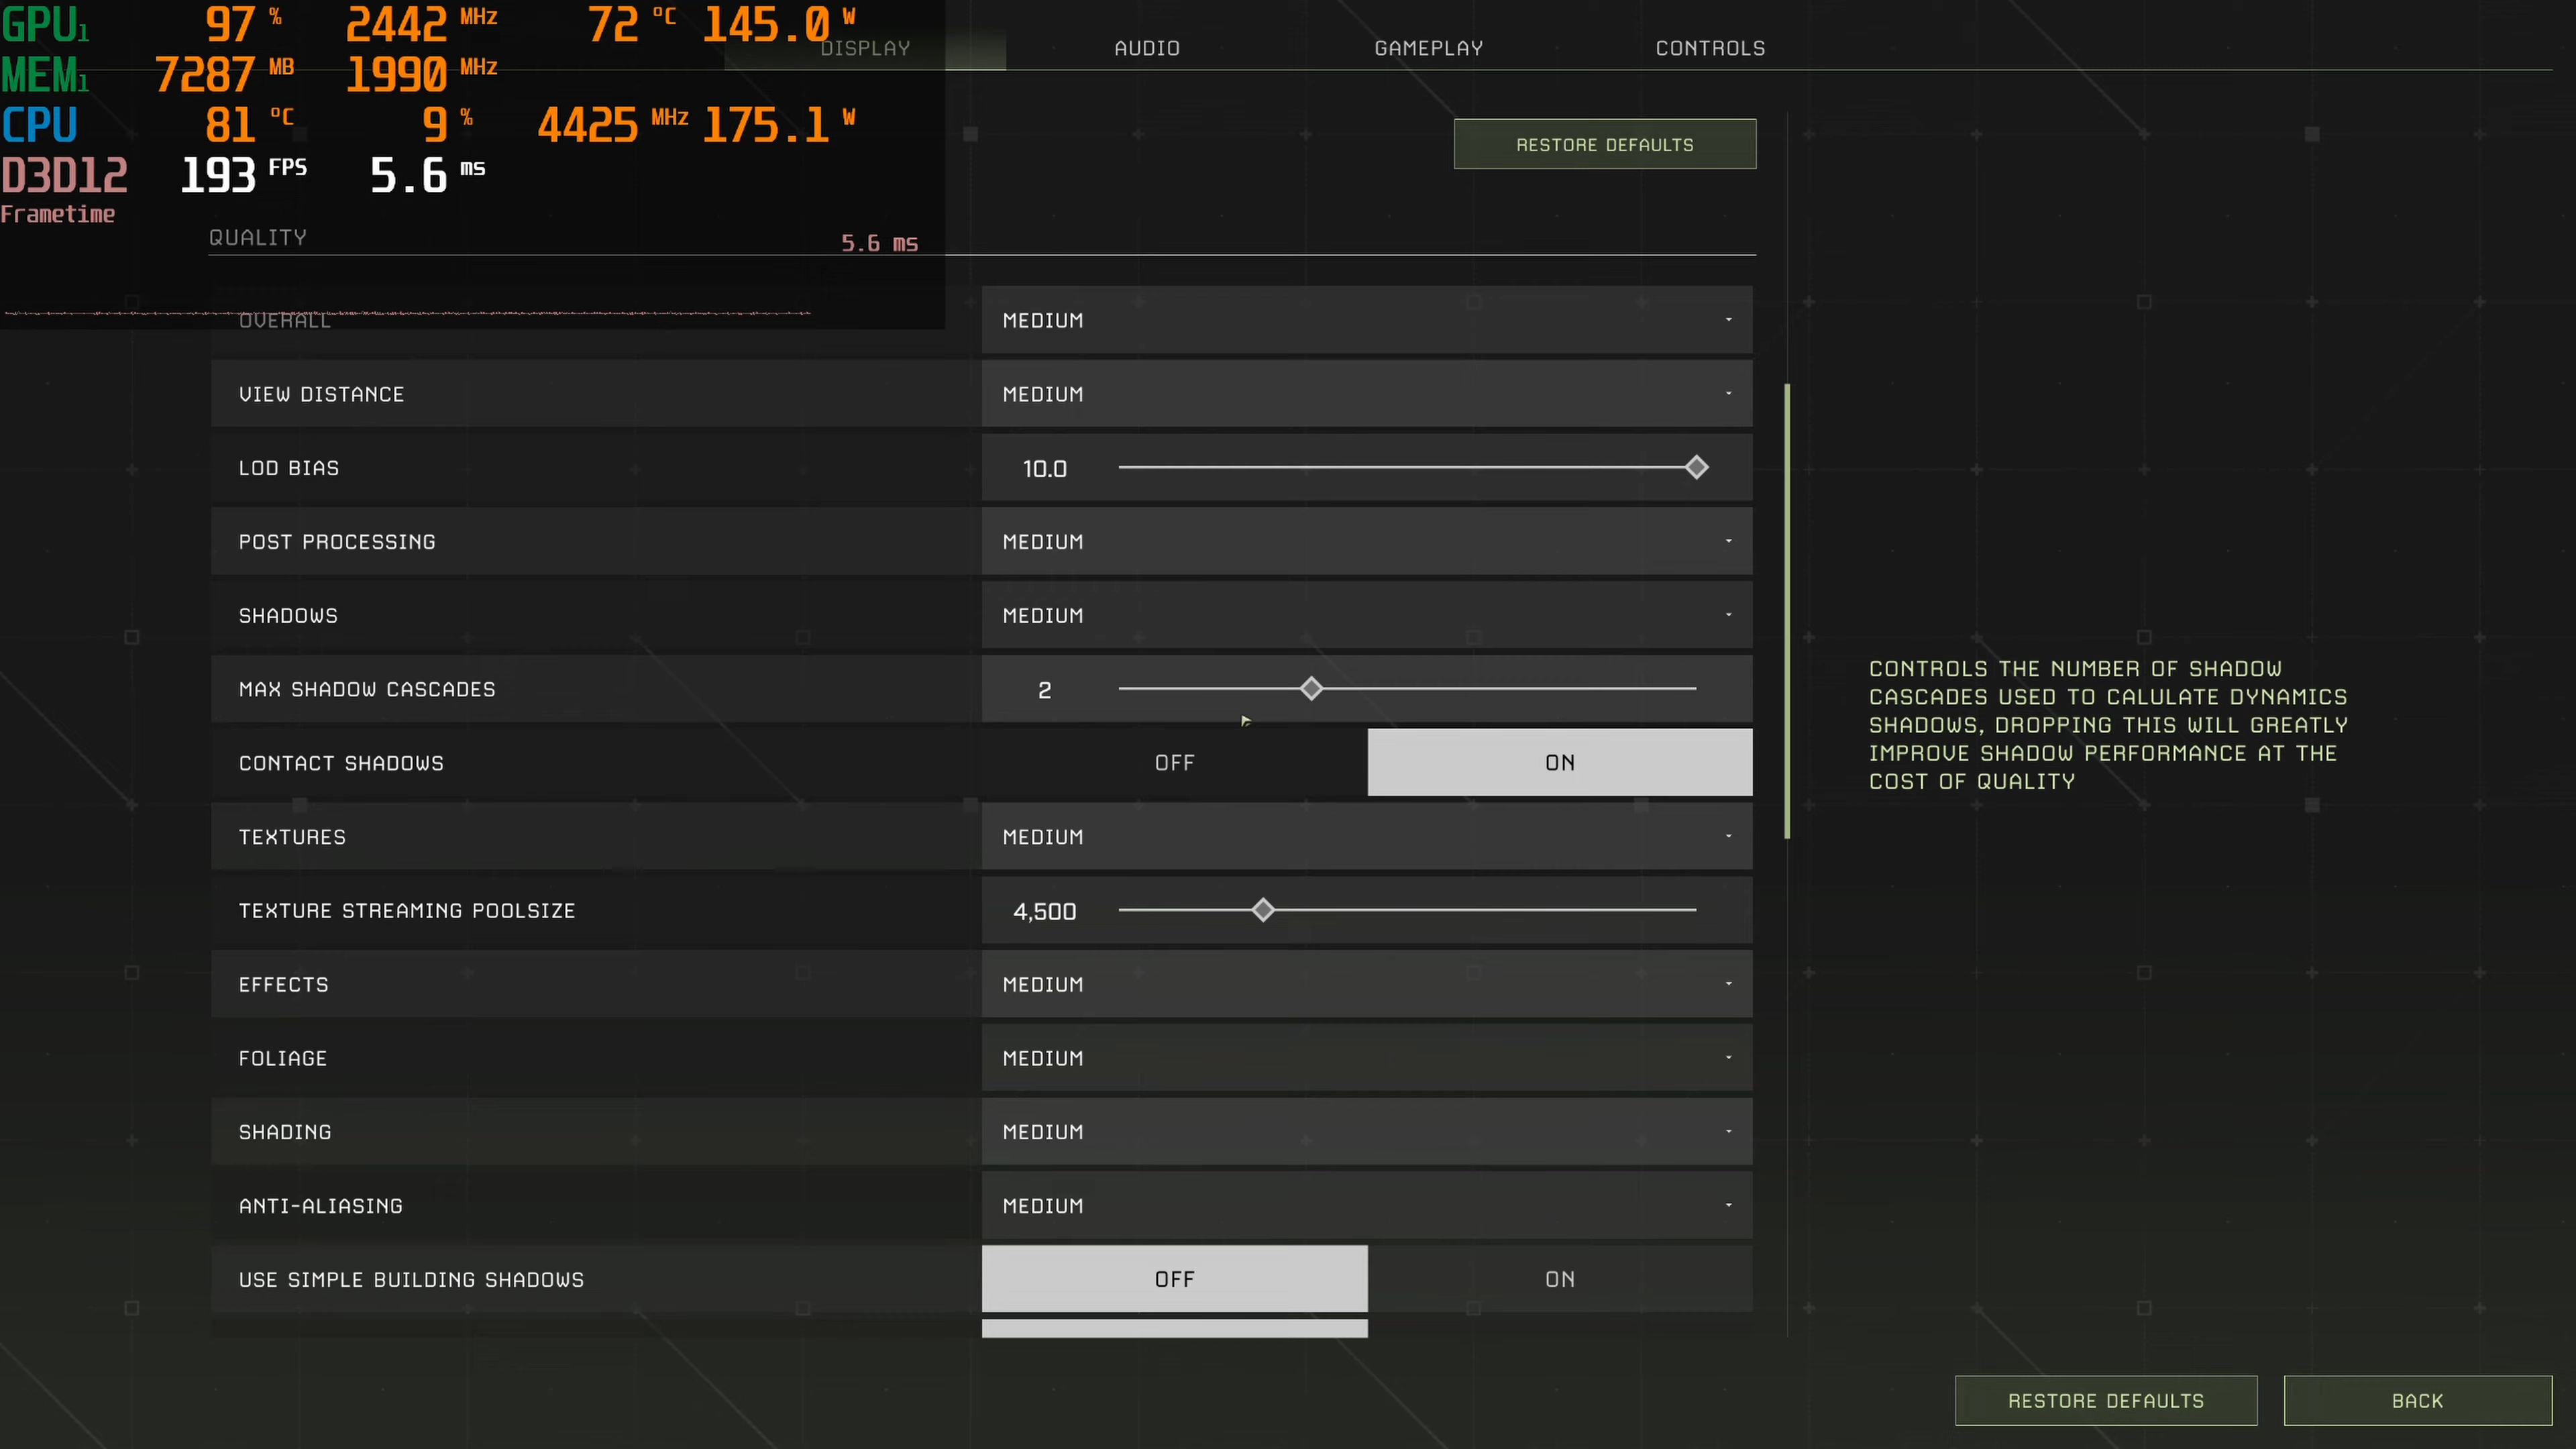 GPU1 97 % 2442 MHz 72 °C 145.0 W
MEM1 7287 MB 1990 MHz
CPU 81 °C 9 % 4425 MHz 175.1 W
D3D12 193 FPS 5.6 ms
Frametime
5.6 ms
DISPLAY AUDIO GAMEPLAY CONTROLS
RESTORE DEFAULTS
QUALITY
OVERALL MEDIUM
VIEW DISTANCE MEDIUM
LOD BIAS 10.0
POST PROCESSING MEDIUM
SHADOWS MEDIUM
MAX SHADOW CASCADES 2
CONTACT SHADOWS OFF ON
TEXTURES MEDIUM
TEXTURE STREAMING POOLSIZE 4,500
EFFECTS MEDIUM
FOLIAGE MEDIUM
SHADING MEDIUM
ANTI-ALIASING MEDIUM
USE SIMPLE BUILDING SHADOWS OFF ON
CONTROLS THE NUMBER OF SHADOW
CASCADES USED TO CALULATE DYNAMICS
SHADOWS, DROPPING THIS WILL GREATLY
IMPROVE SHADOW PERFORMANCE AT THE
COST OF QUALITY
RESTORE DEFAULTS BACK